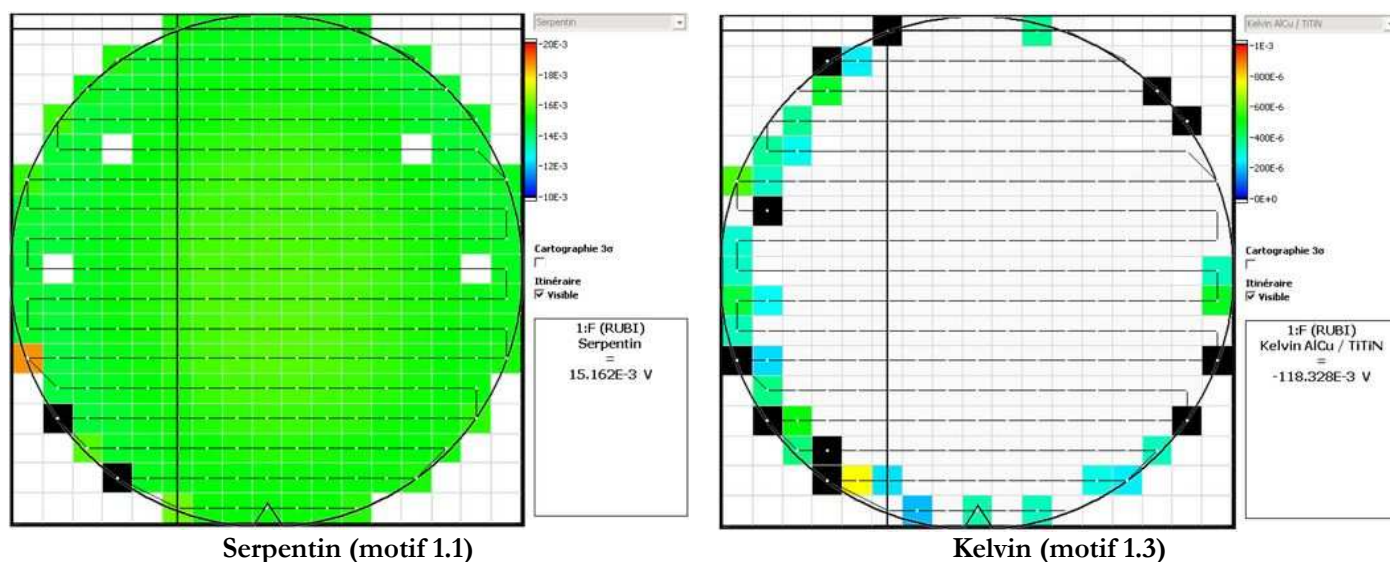 Serpentin
20E-3
18E-3
16E-3
14E-3
12E-3
10E-3
Cartographie 3σ
Itinéraire
Visible
1:F (RUBI)
Serpentin
=
15.162E-3 V
Serpentin (motif 1.1)
Kelvin AlCu / TiTiN
1E-3
800E-6
600E-6
400E-6
200E-6
0E+0
Cartographie 3σ
Itinéraire
Visible
1:F (RUBI)
Kelvin AlCu / TiTiN
=
-118.328E-3 V
Kelvin (motif 1.3)